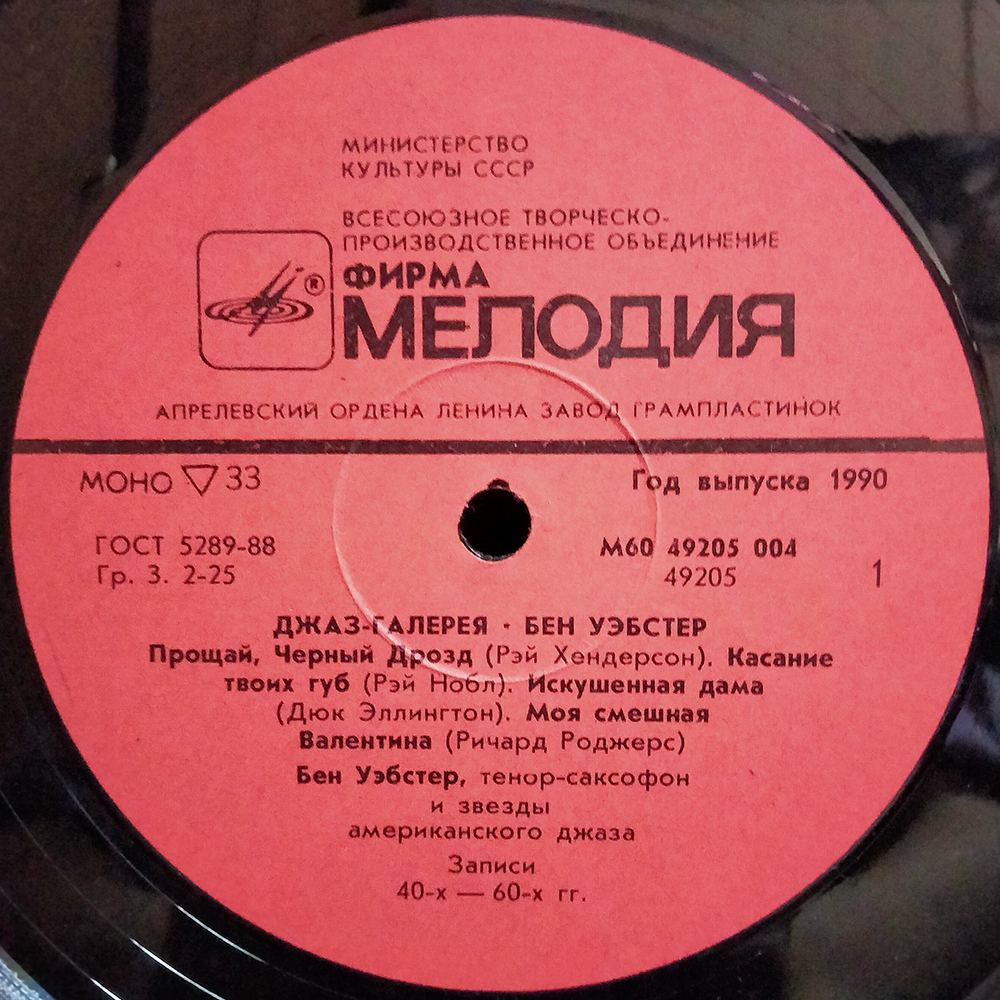 МИНИСТЕРСТВО
КУЛЬТУРЫ СССР
ВСЕСОЮЗНОЕ ТВОРЧЕСКО-
ПРОИЗВОДСТВЕННОЕ ОБЪЕДИНЕНИЕ
ФИРМА
®
МЕЛОДИЯ
АПРЕЛЕВСКИЙ ОРДЕНА ЛЕНИНА ЗАВОД ГРАМПЛАСТИНОК
МОНО ▽ 33
Год выпуска 1990
ГОСТ 5289-88
М60 49205 004
Гр. 3. 2-25
49205
1
ДЖАЗ-ГАЛЕРЕЯ · БЕН УЭБСТЕР
Прощай, Черный Дрозд (Рэй Хендерсон). Касание
твоих губ (Рэй Нобл). Искушенная дама
(Дюк Эллингтон). Моя смешная
Валентина (Ричард Роджерс)
Бен Уэбстер, тенор-саксофон
и звезды
американского джаза
Записи
40-х — 60-х гг.